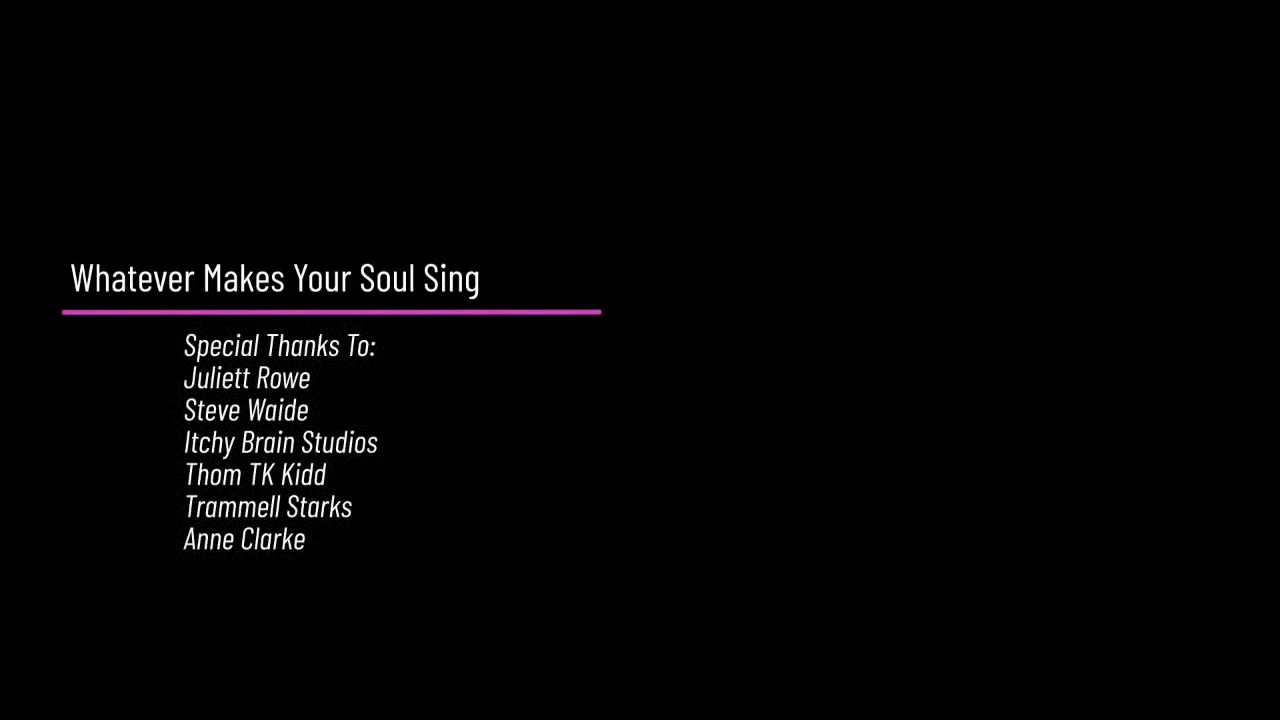 Whatever Makes Your Soul Sing
Special Thanks To:
Juliett Rowe
Steve Waide
Itchy Brain Studios
Thom TK Kidd
Trammell Starks
Anne Clarke